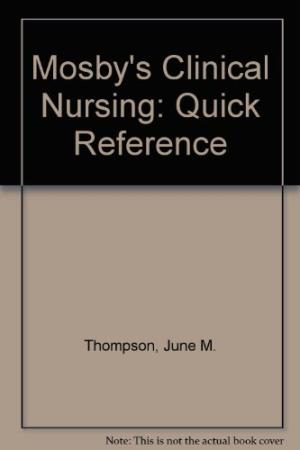 Mosby's Clinical
Nursing: Quick
Reference
Thompson, June M.
Note: This is not the actual book cover